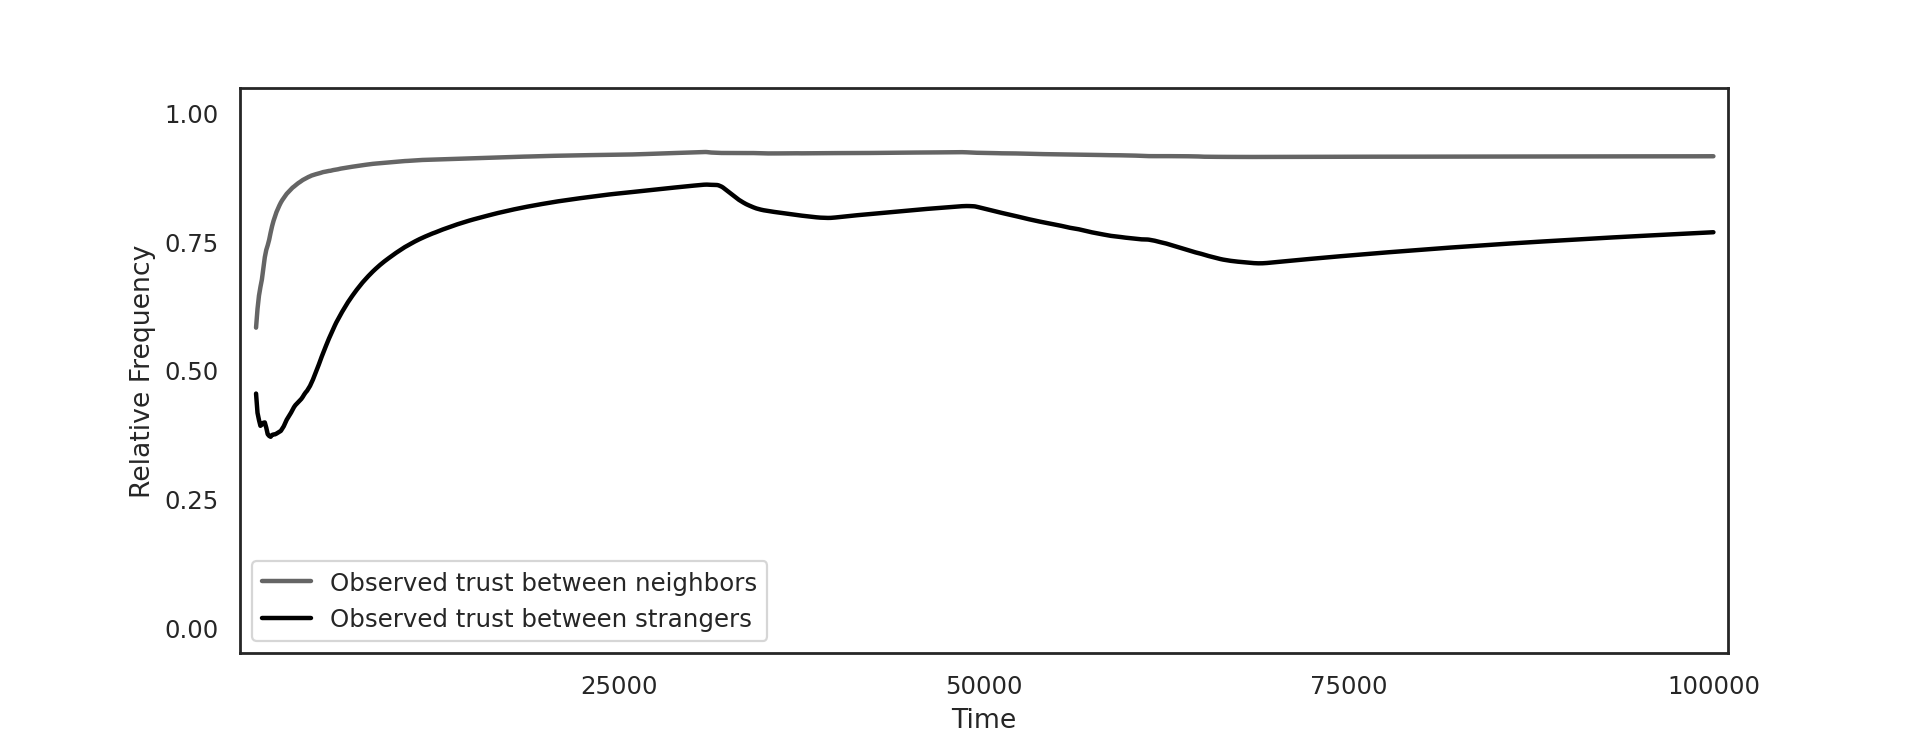 1.00
0.75
0.50
0.25
0.00
Relative Frequency
Observed trust between neighbors
Observed trust between strangers
25000
50000
75000
100000
Time